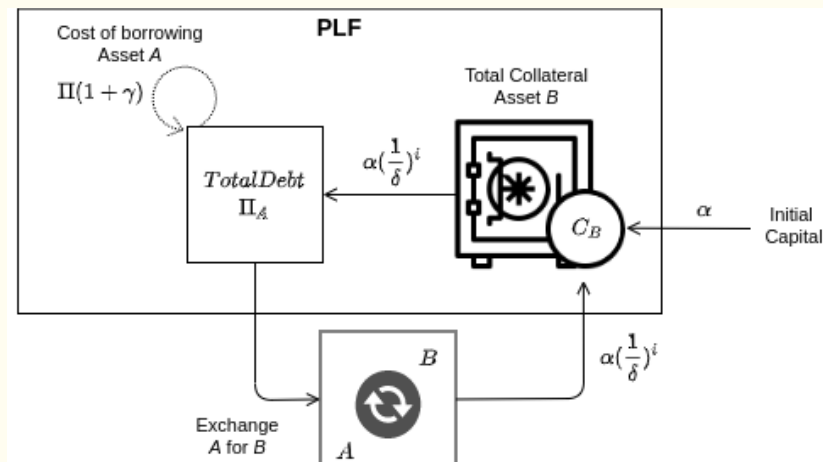 PLF
Cost of borrowing
Asset A
Π(1 + γ)
Total Collateral
Asset B
TotalDebt
Π_A
α(1/δ)^i
C_B
α
Initial
Capital
B
A
α(1/δ)^i
Exchange
A for B